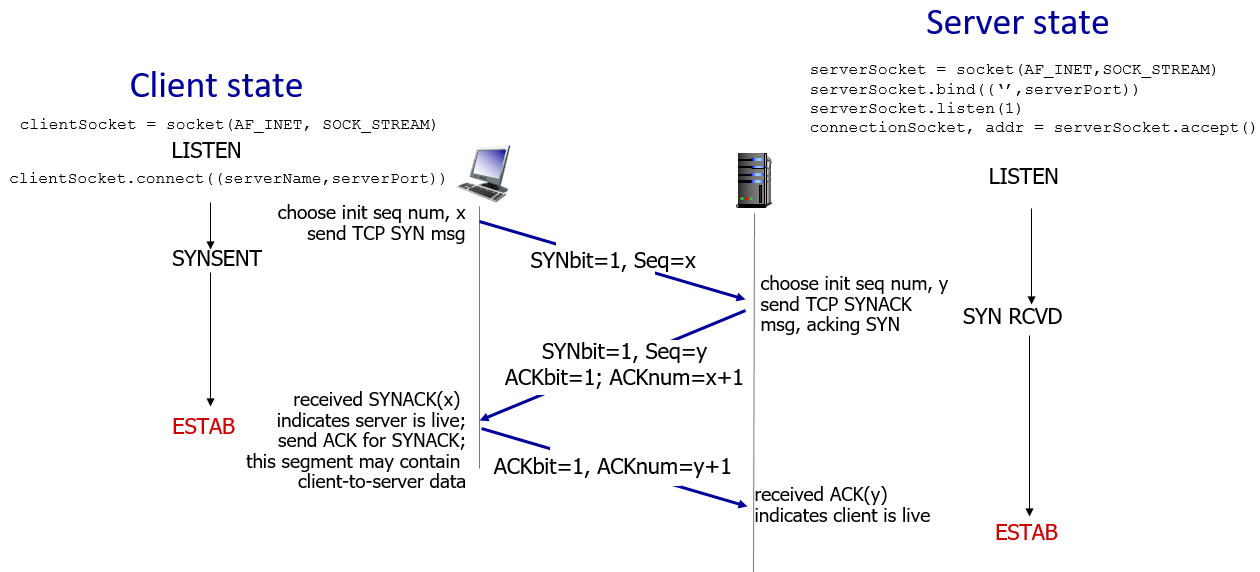 Server state
Client state
serverSocket = socket(AF_INET,SOCK_STREAM)
serverSocket.bind((‘’,serverPort))
serverSocket.listen(1)
connectionSocket, addr = serverSocket.accept()
clientSocket = socket(AF_INET, SOCK_STREAM)
LISTEN
clientSocket.connect((serverName,serverPort))
LISTEN
choose init seq num, x
send TCP SYN msg
SYNSENT
SYNbit=1, Seq=x
choose init seq num, y
send TCP SYNACK
msg, acking SYN
SYN RCVD
SYNbit=1, Seq=y
ACKbit=1; ACKnum=x+1
received SYNACK(x)
indicates server is live;
send ACK for SYNACK;
this segment may contain
client-to-server data
ESTAB
ACKbit=1, ACKnum=y+1
received ACK(y)
indicates client is live
ESTAB